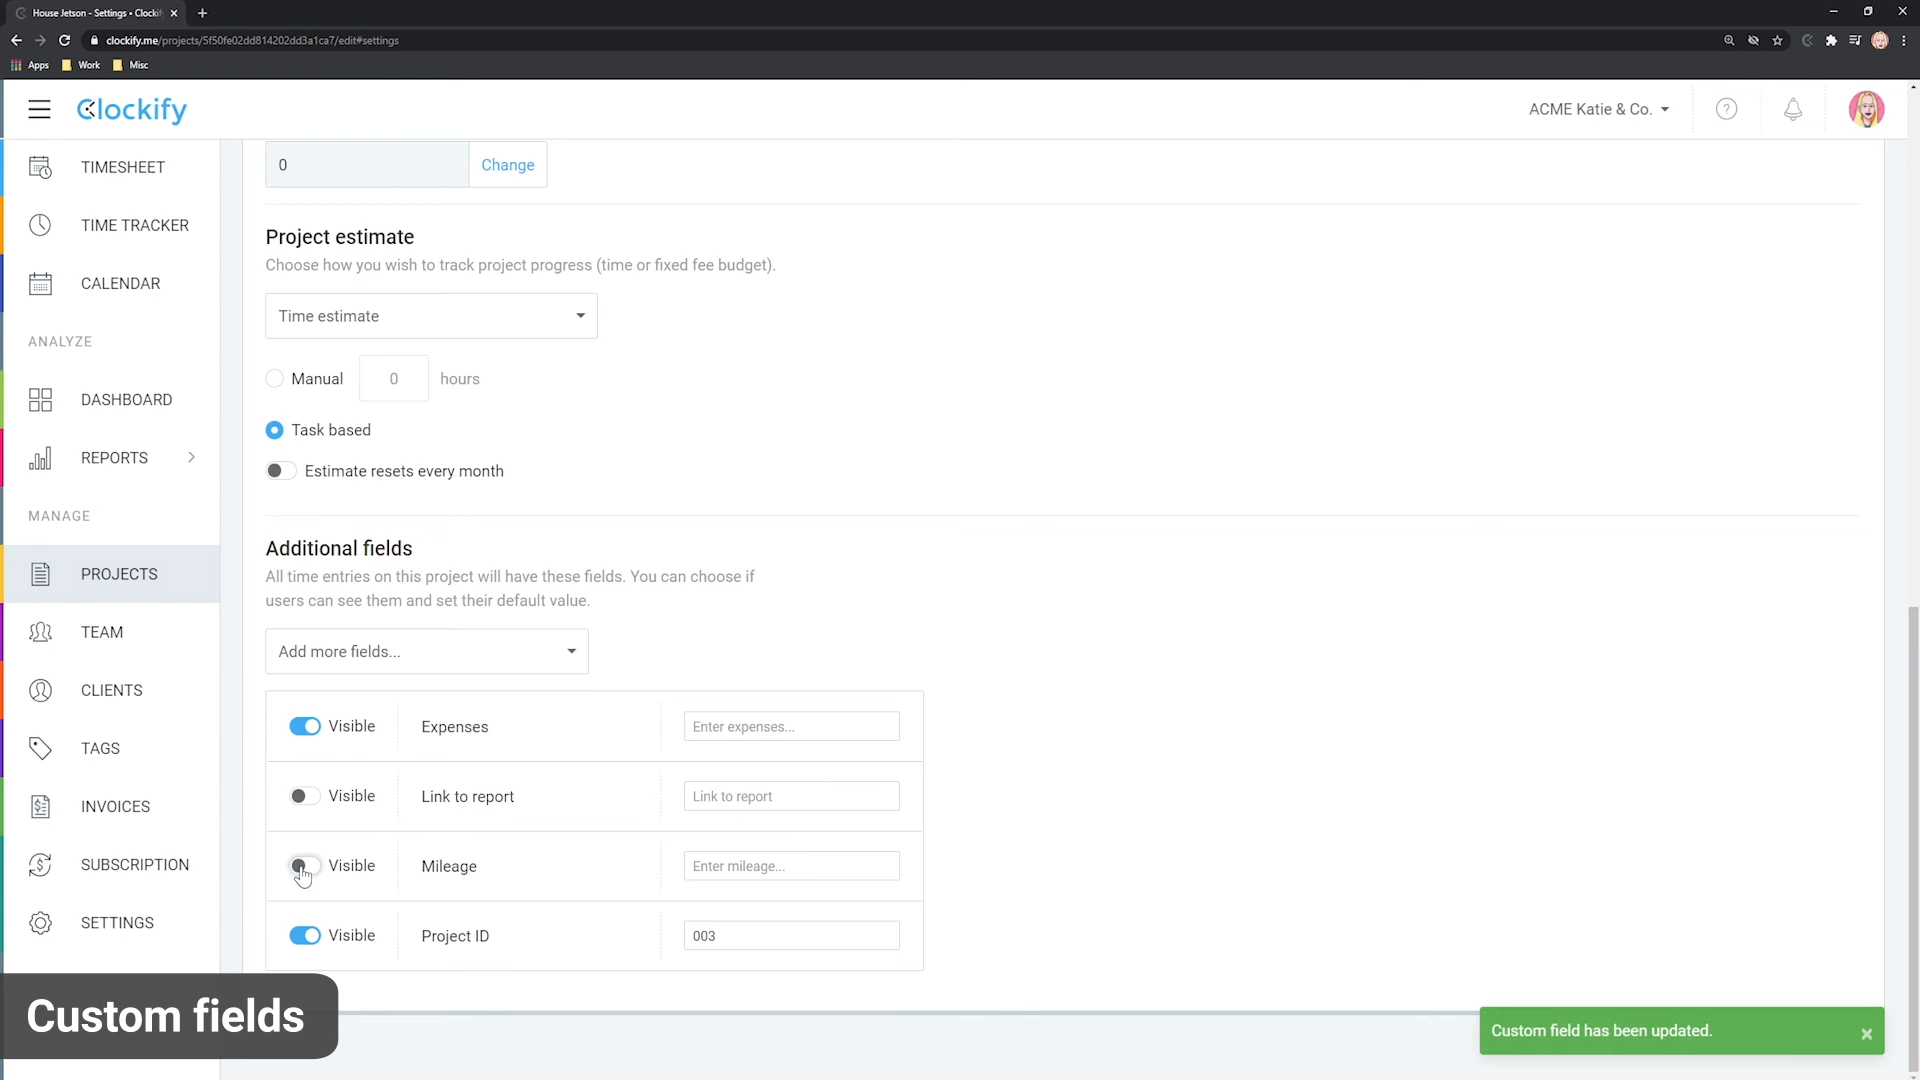 House Jetson - Settings • Clockif
clockify.me/projects/5f50fe02dd814202dd3a1ca7/edit#settings
Apps
Work
Misc
Clockify
ACME Katie & Co.
?
TIMESHEET
TIME TRACKER
CALENDAR
ANALYZE
DASHBOARD
REPORTS
MANAGE
PROJECTS
TEAM
CLIENTS
TAGS
INVOICES
SUBSCRIPTION
SETTINGS
0
Change
Project estimate
Choose how you wish to track project progress (time or fixed fee budget).
Time estimate
Manual 0 hours
Task based
Estimate resets every month
Additional fields
All time entries on this project will have these fields. You can choose if
users can see them and set their default value.
Add more fields...
Visible Expenses Enter expenses...
Visible Link to report Link to report
Visible Mileage Enter mileage...
Visible Project ID 003
Custom fields
Custom field has been updated.